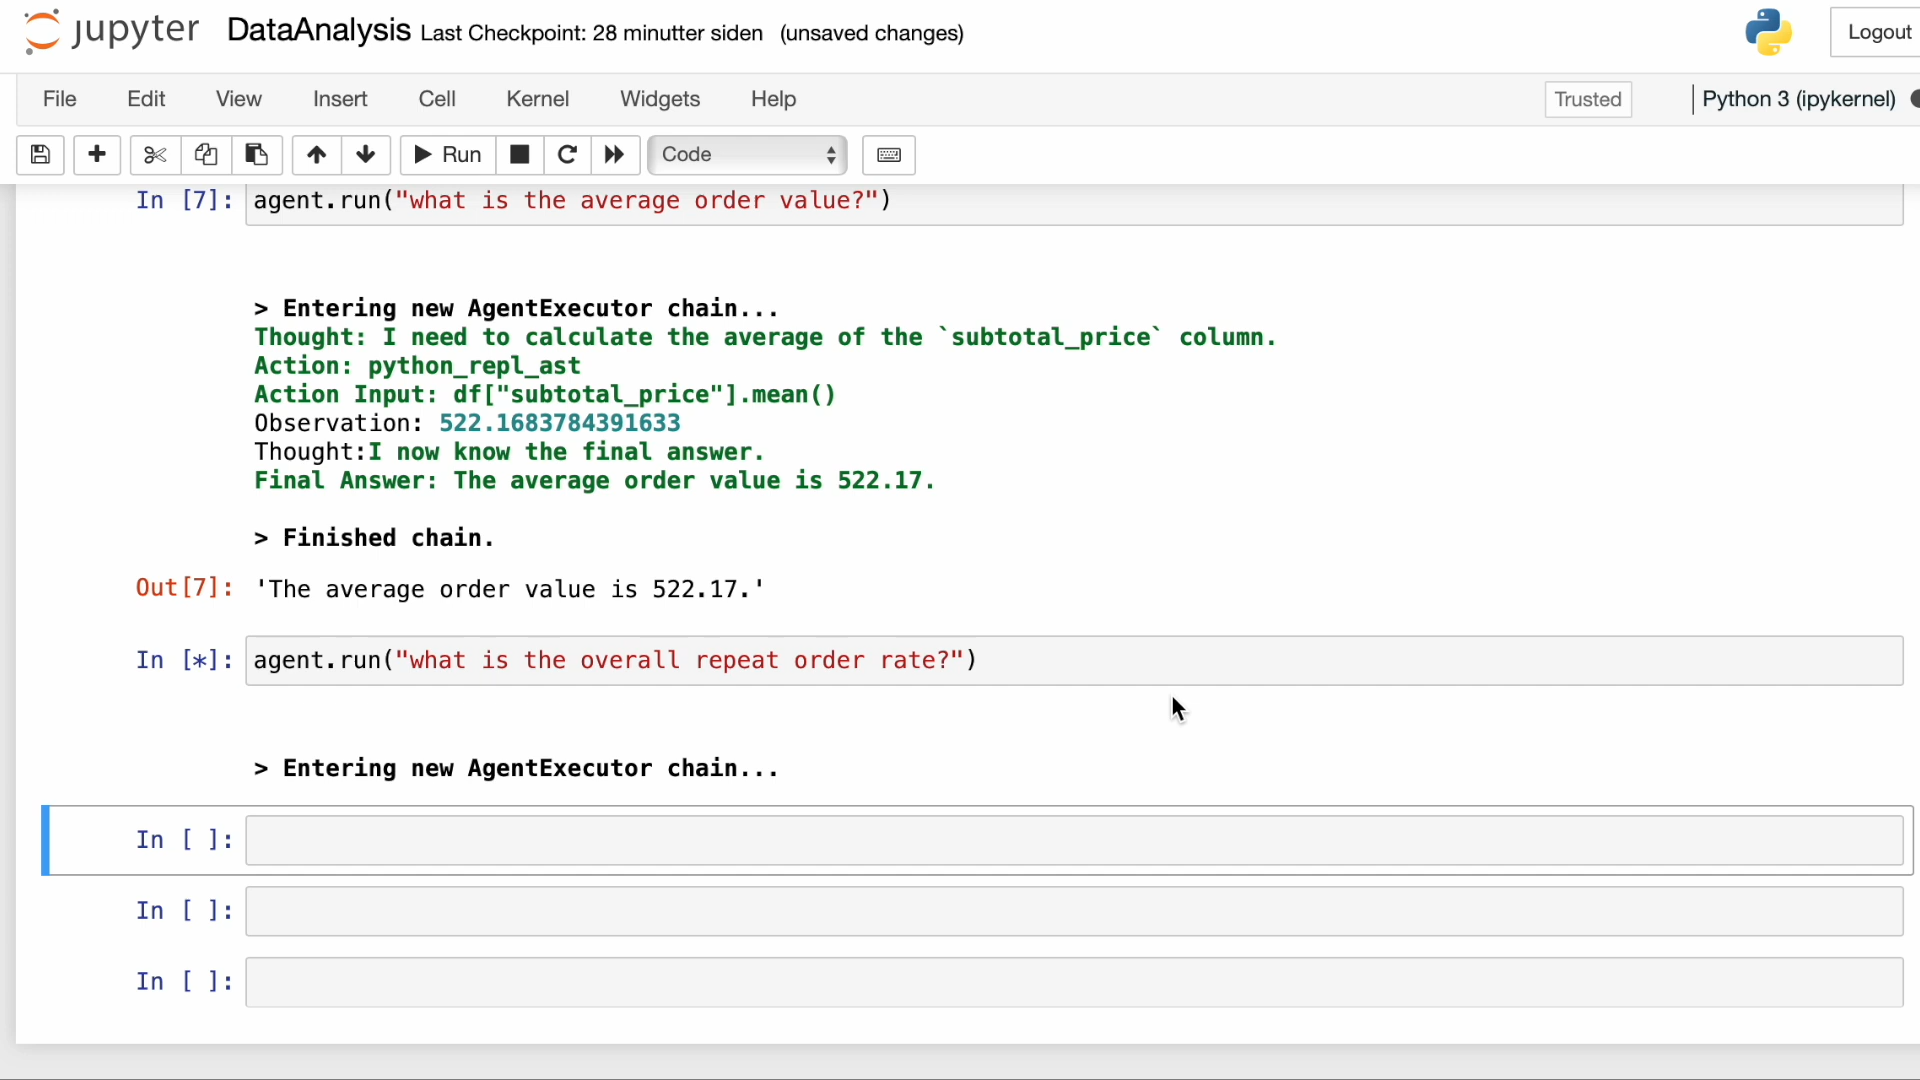 jupyter DataAnalysis Last Checkpoint: 28 minutter siden (unsaved changes) Logout
File Edit View Insert Cell Kernel Widgets Help Trusted Python 3 (ipykernel)
Run Code
In [7]: agent.run("what is the average order value?")
> Entering new AgentExecutor chain...
Thought: I need to calculate the average of the `subtotal_price` column.
Action: python_repl_ast
Action Input: df["subtotal_price"].mean()
Observation: 522.1683784391633
Thought:I now know the final answer.
Final Answer: The average order value is 522.17.
> Finished chain.
Out[7]: 'The average order value is 522.17.'
In [*]: agent.run("what is the overall repeat order rate?")
> Entering new AgentExecutor chain...
In [ ]:
In [ ]:
In [ ]: